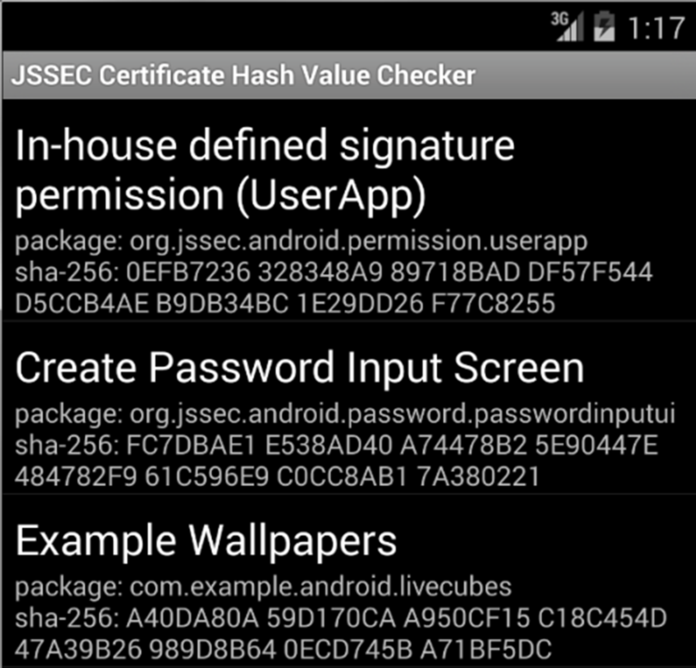 3G 1:17
JSSEC Certificate Hash Value Checker
In-house defined signature
permission (UserApp)
package: org.jssec.android.permission.userapp
sha-256: 0EFB7236 328348A9 89718BAD DF57F544
D5CCB4AE B9DB34BC 1E29DD26 F77C8255
Create Password Input Screen
package: org.jssec.android.password.passwordinputui
sha-256: FC7DBAE1 E538AD40 A74478B2 5E90447E
484782F9 61C596E9 C0CC8AB1 7A380221
Example Wallpapers
package: com.example.android.livecubes
sha-256: A40DA80A 59D170CA A950CF15 C18C454D
47A39B26 989D8B64 0ECD745B A71BF5DC